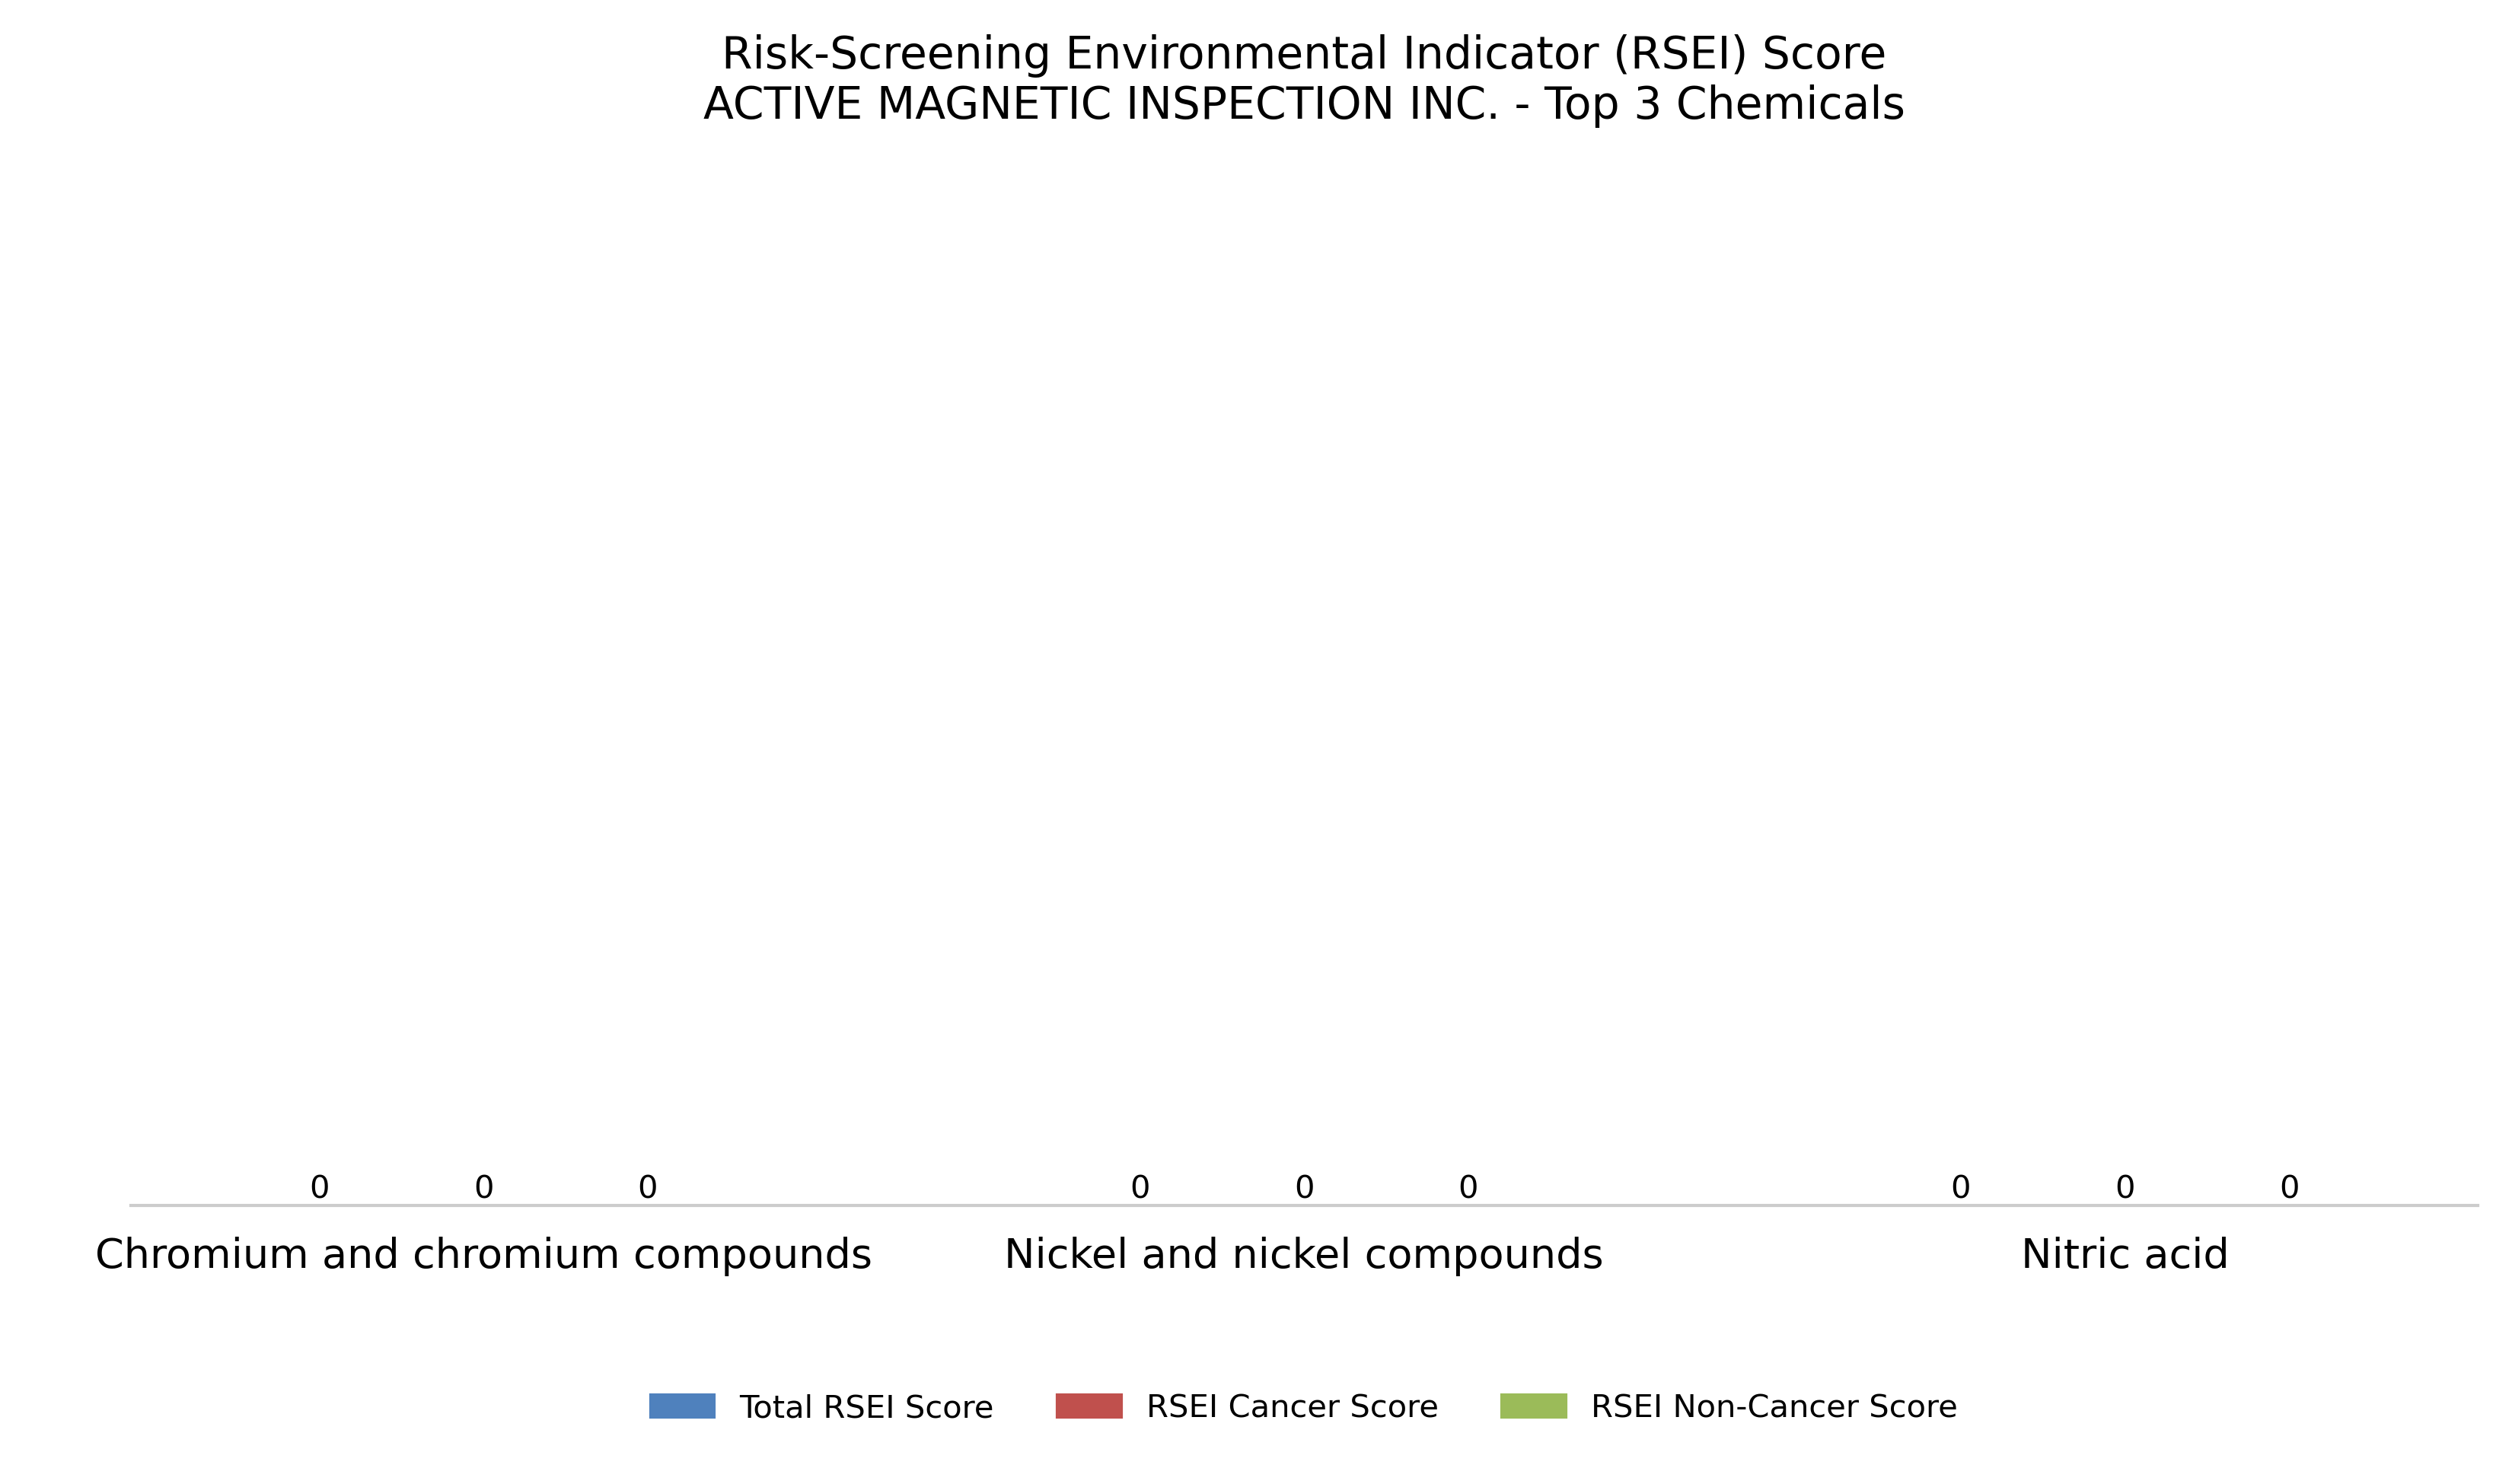 Risk-Screening Environmental Indicator (RSEI) Score
ACTIVE MAGNETIC INSPECTION INC. - Top 3 Chemicals
0 0 0 0 0 0 0 0 0
Chromium and chromium compounds Nickel and nickel compounds Nitric acid
Total RSEI Score RSEI Cancer Score RSEI Non-Cancer Score